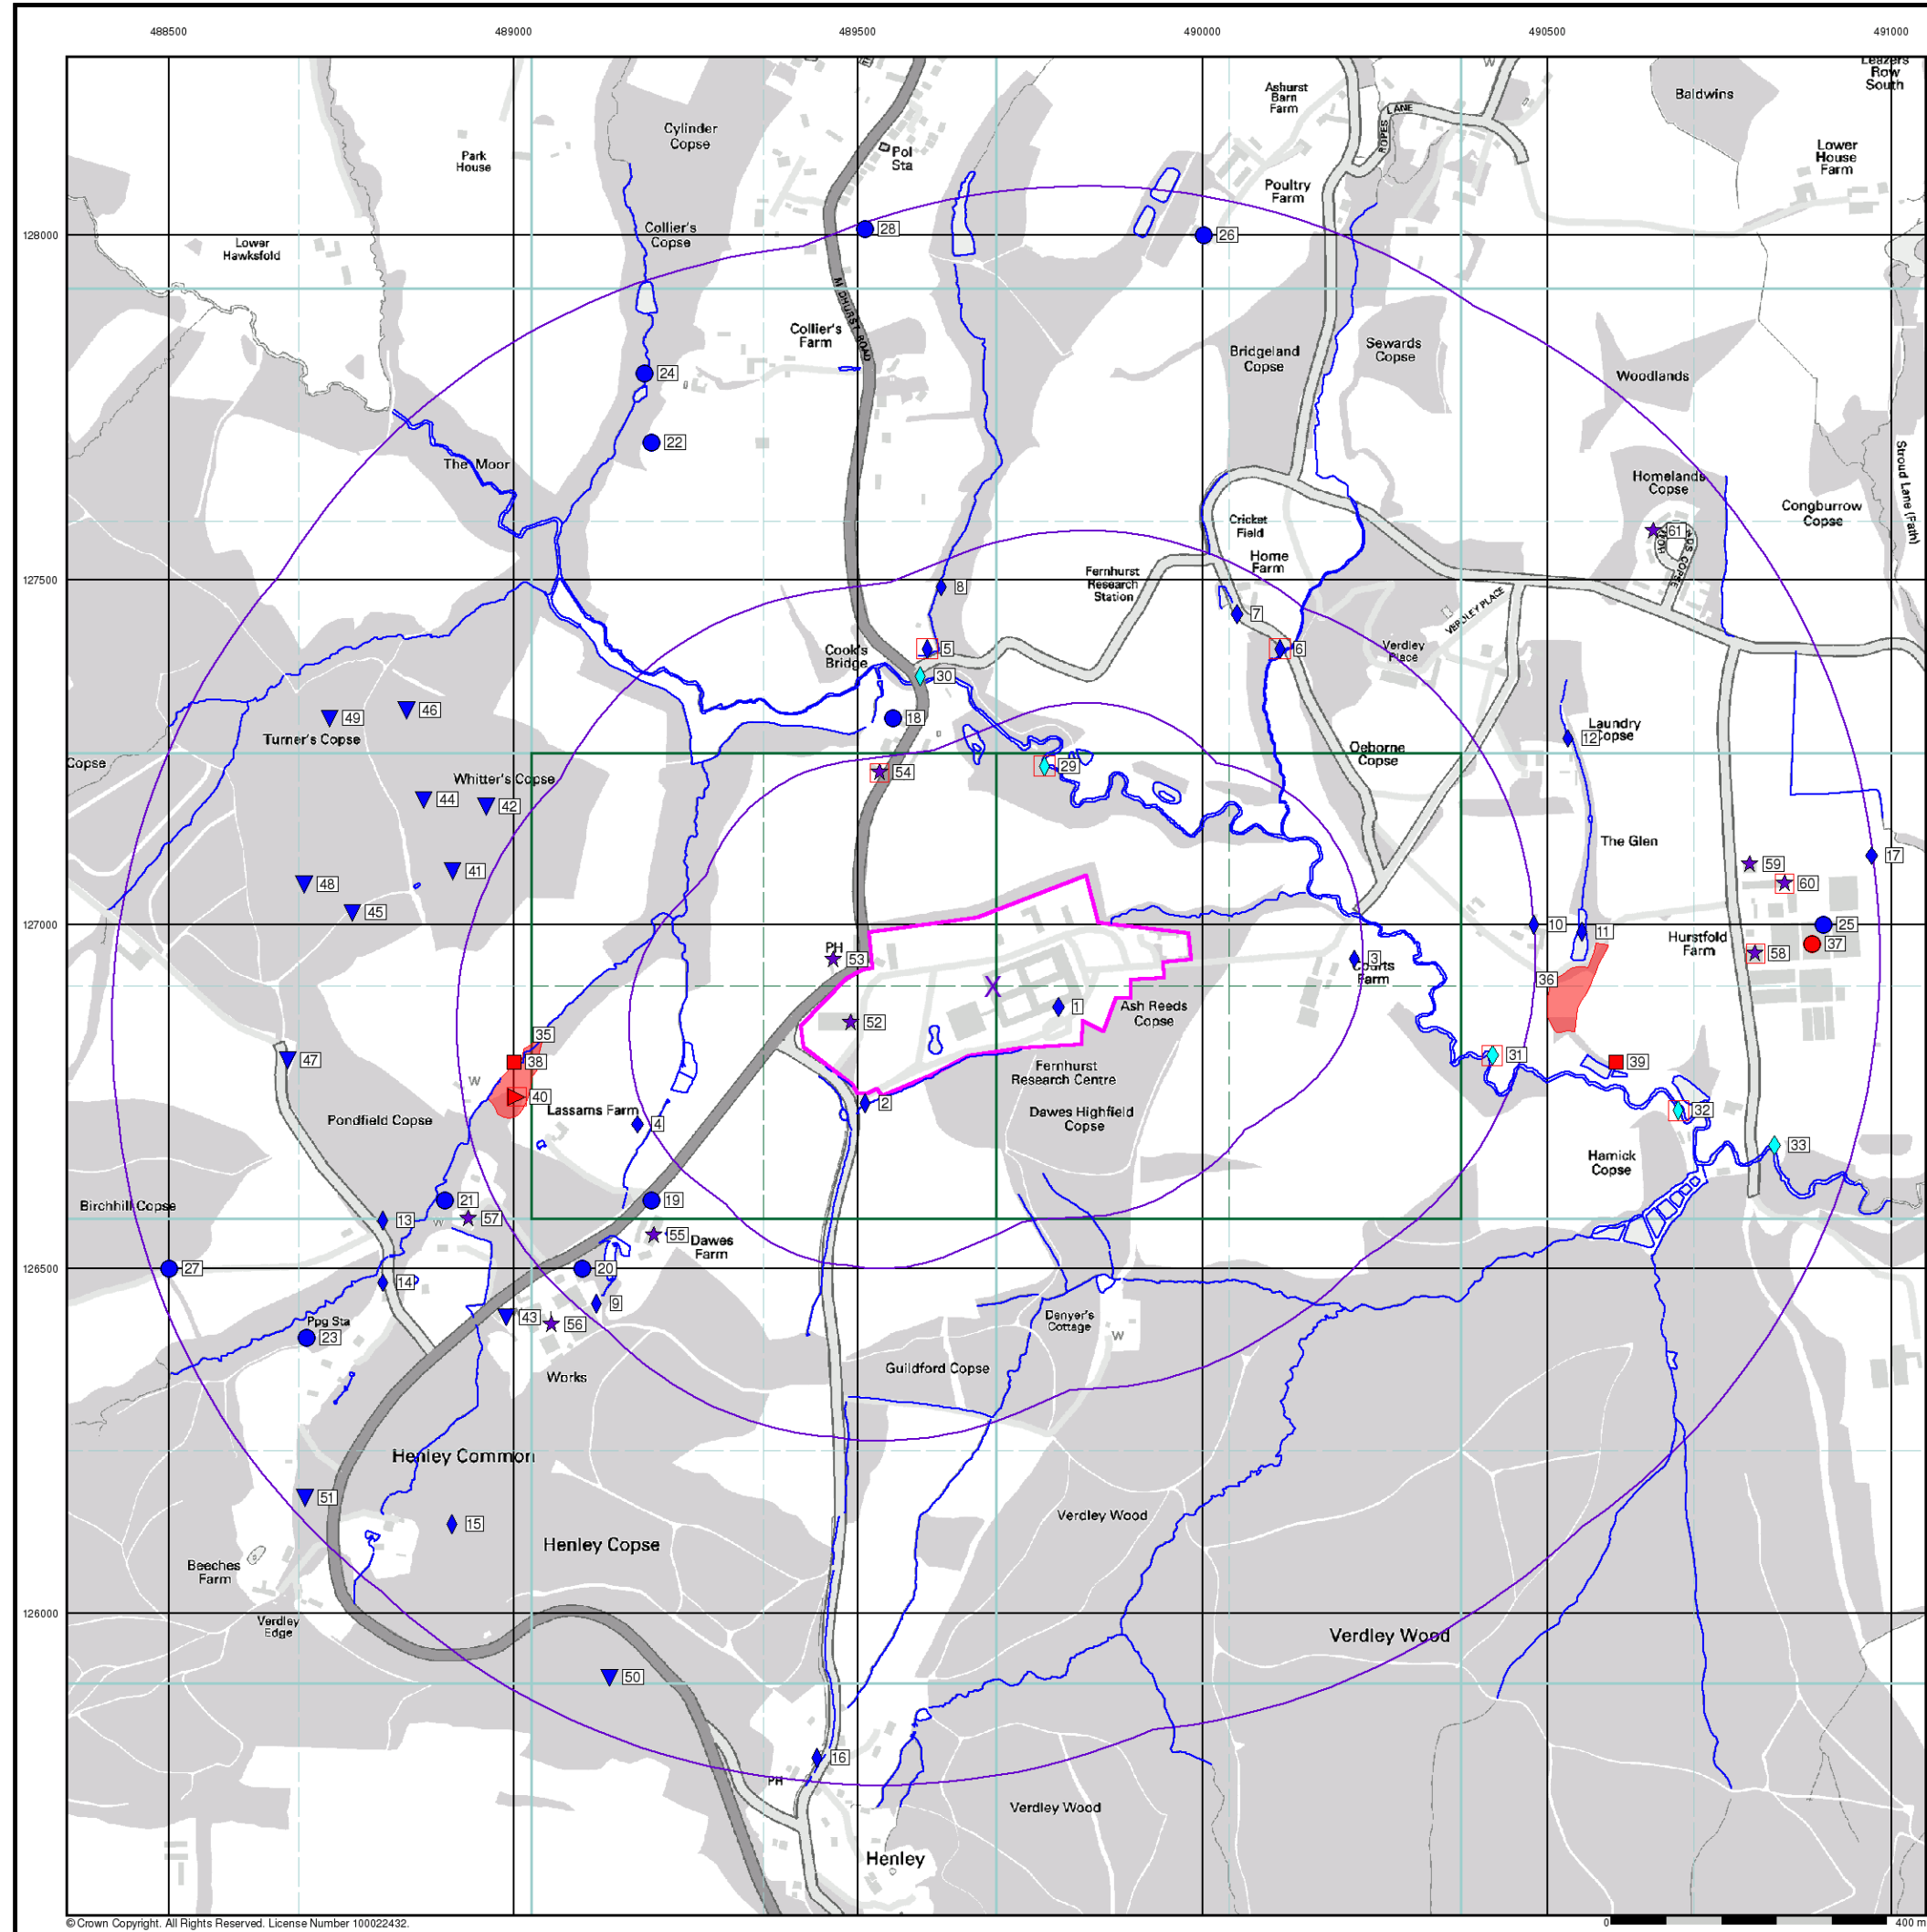 488500 489000 489500 490000 490500 491000
Leazers
Row
South
W
Ashurst
Barn
Farm
Baldwins
ROPES LANE
Cylinder
Copse
Park
House
Pol
Sta
Lower
House
Farm
Poultry
Farm
128000
Lower
Hawksfold
Collier's
Copse
28
26
MIDHURST ROAD
Collier's
Farm
Bridgeland
Copse
Sewards
Copse
Woodlands
24
22
The Moor
Stroud Lane (Path)
Homelands
Copse
Congburrow
Copse
Cricket
Field
61
HOMELANDS COPSE
Home
Farm
127500
Fernhurst
Research
Station
8
VERDLEY PLACE
7
Cook's
Bridge
5
6
Verdley
Place
30
49
46
18
Turner's Copse
Laundry
Copse
12
Copse
Osborne
Copse
54
29
Whitter's Copse
44
42
The Glen
59
17
41
48
60
45
127000
10
11
25
PH
53
3
Courts
Farm
Hurstfold
Farm
37
58
36
X
1
Ash Reeds
Copse
52
35
47
38
31
39
W
Fernhurst
Research Centre
40
Lassams Farm
2
32
Pondfield Copse
4
Dawes Highfield
Copse
33
Hamick
Copse
Birchhill Copse
21
19
13
57
W
55
Dawes
Farm
126500
27
20
14
9
Ppg Sta
43
56
Denyer's
Cottage
W
23
Guildford Copse
Works
Henley Common
51
15
Verdley Wood
Henley Copse
Beeches
Farm
126000
Verdley
Edge
Verdley Wood
50
16
PH
Verdley Wood
Henley
© Crown Copyright. All Rights Reserved. License Number 100022432.
0 400 m